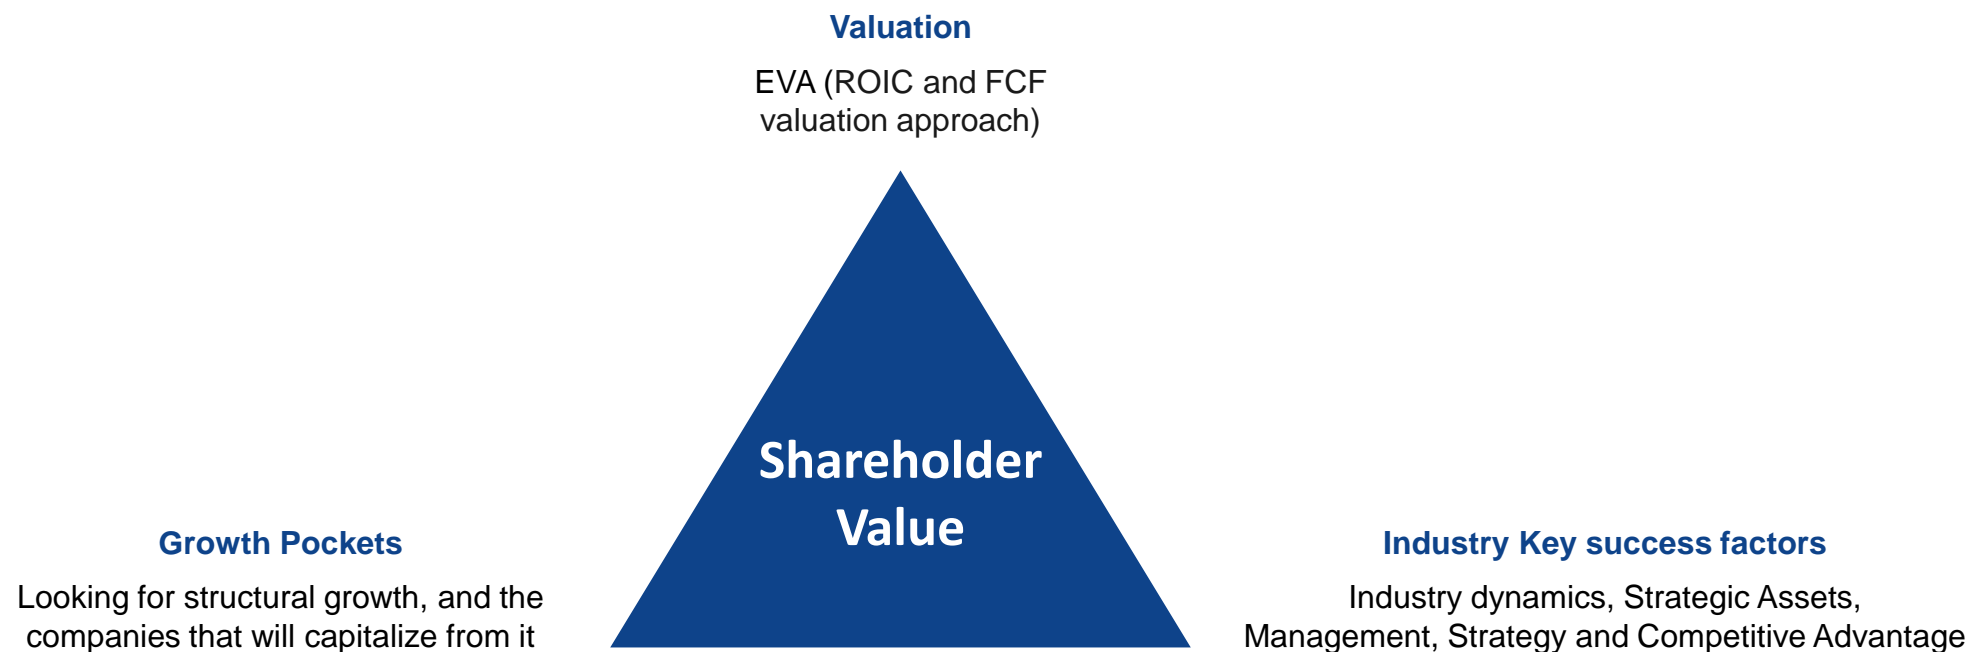 Valuation
EVA (ROIC and FCF
valuation approach)
Shareholder
Value
Growth Pockets
Looking for structural growth, and the
companies that will capitalize from it
Industry Key success factors
Industry dynamics, Strategic Assets,
Management, Strategy and Competitive Advantage